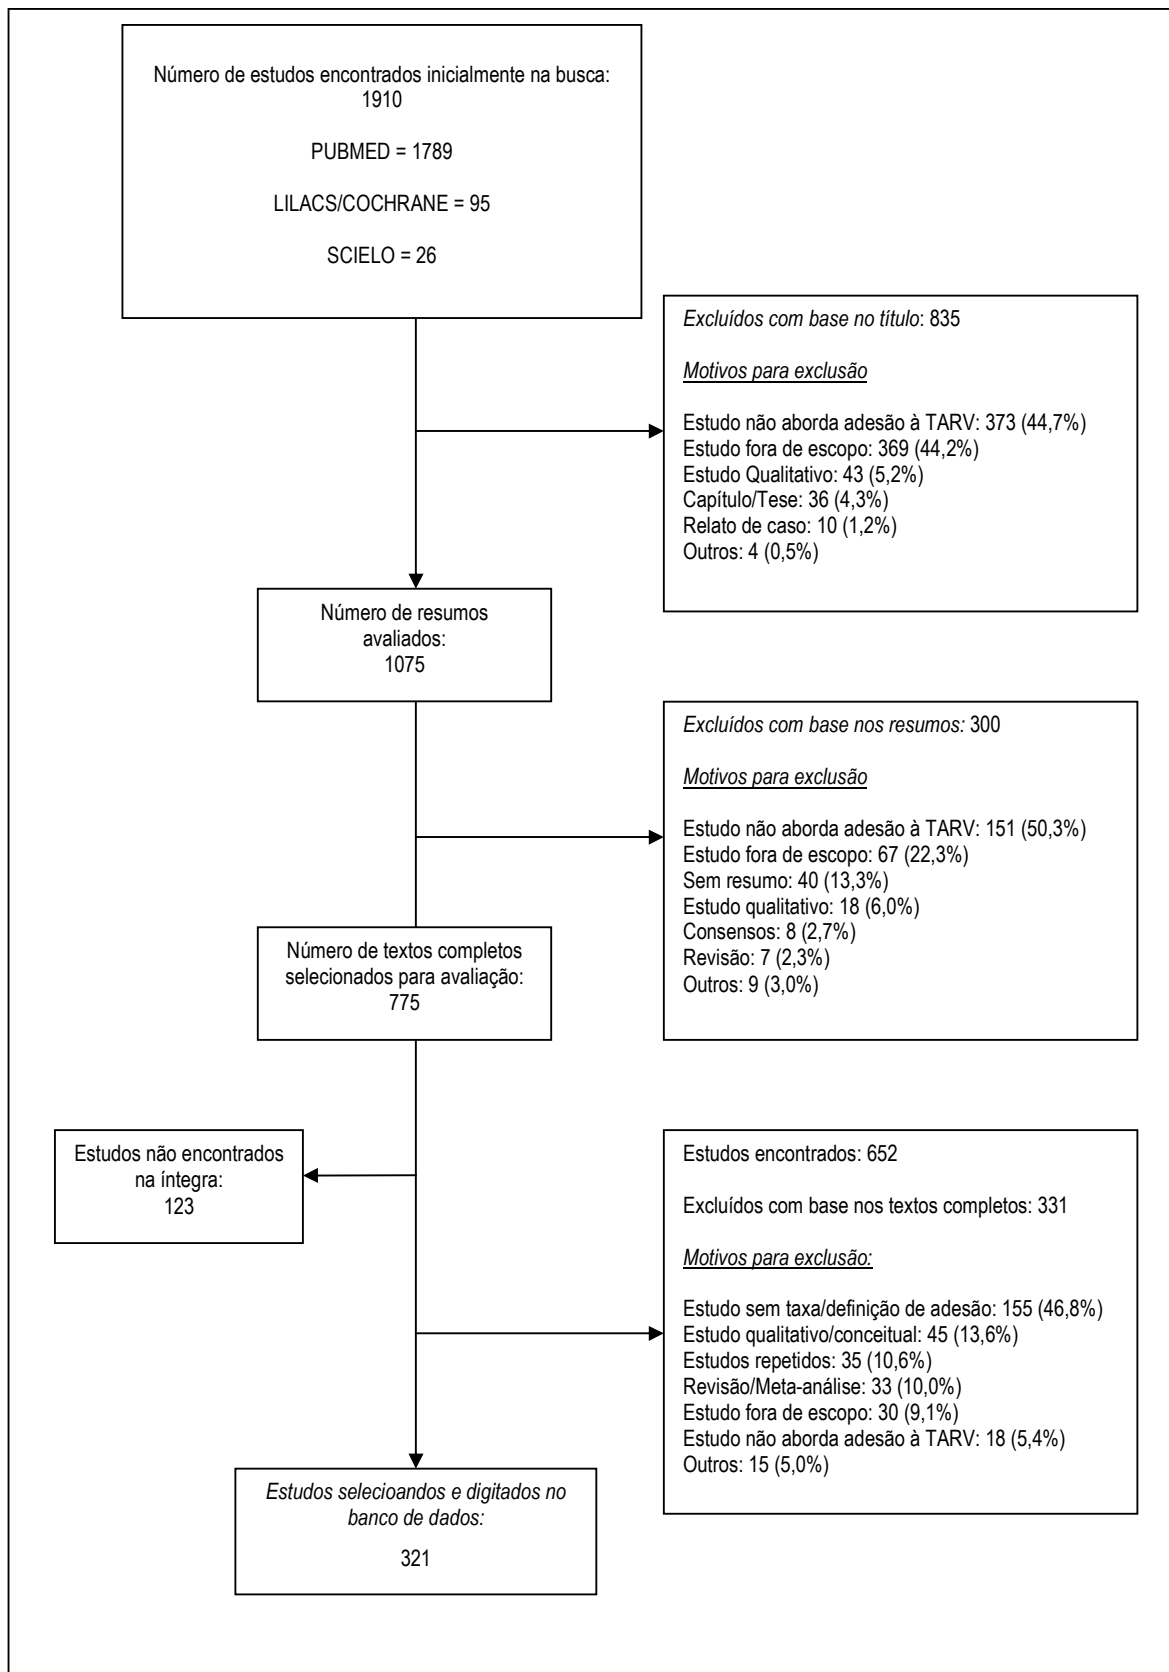 Número de estudos encontrados inicialmente na busca:
1910
PUBMED = 1789
LILACS/COCHRANE = 95
SCIELO = 26
Excluídos com base no título: 835
Motivos para exclusão
Estudo não aborda adesão à TARV: 373 (44,7%)
Estudo fora de escopo: 369 (44,2%)
Estudo Qualitativo: 43 (5,2%)
Capítulo/Tese: 36 (4,3%)
Relato de caso: 10 (1,2%)
Outros: 4 (0,5%)
Número de resumos
avaliados:
1075
Excluídos com base nos resumos: 300
Motivos para exclusão
Estudo não aborda adesão à TARV: 151 (50,3%)
Estudo fora de escopo: 67 (22,3%)
Sem resumo: 40 (13,3%)
Estudo qualitativo: 18 (6,0%)
Consensos: 8 (2,7%)
Revisão: 7 (2,3%)
Outros: 9 (3,0%)
Número de textos completos
selecionados para avaliação:
775
Estudos não encontrados
na íntegra:
123
Estudos encontrados: 652
Excluídos com base nos textos completos: 331
Motivos para exclusão:
Estudo sem taxa/definição de adesão: 155 (46,8%)
Estudo qualitativo/conceitual: 45 (13,6%)
Estudos repetidos: 35 (10,6%)
Revisão/Meta-análise: 33 (10,0%)
Estudo fora de escopo: 30 (9,1%)
Estudo não aborda adesão à TARV: 18 (5,4%)
Outros: 15 (5,0%)
Estudos selecioandos e digitados no
banco de dados:
321